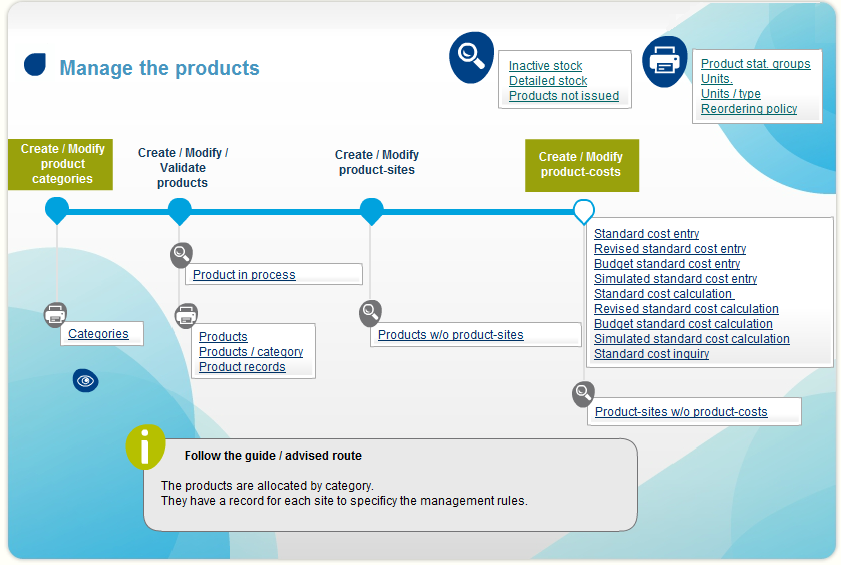 Manage the products
Inactive stock
Detailed stock
Products not issued
Product stat. groups
Units.
Units / type
Reordering policy
Create / Modify
product
categories
Create / Modify /
Validate
products
Create / Modify
product-sites
Create / Modify
product-costs
Product in process
Categories
Products
Products / category
Product records
Products w/o product-sites
Standard cost entry
Revised standard cost entry
Budget standard cost entry
Simulated standard cost entry
Standard cost calculation
Revised standard cost calculation
Budget standard cost calculation
Simulated standard cost calculation
Standard cost inquiry
Product-sites w/o product-costs
Follow the guide / advised route
The products are allocated by category.
They have a record for each site to specificy the management rules.